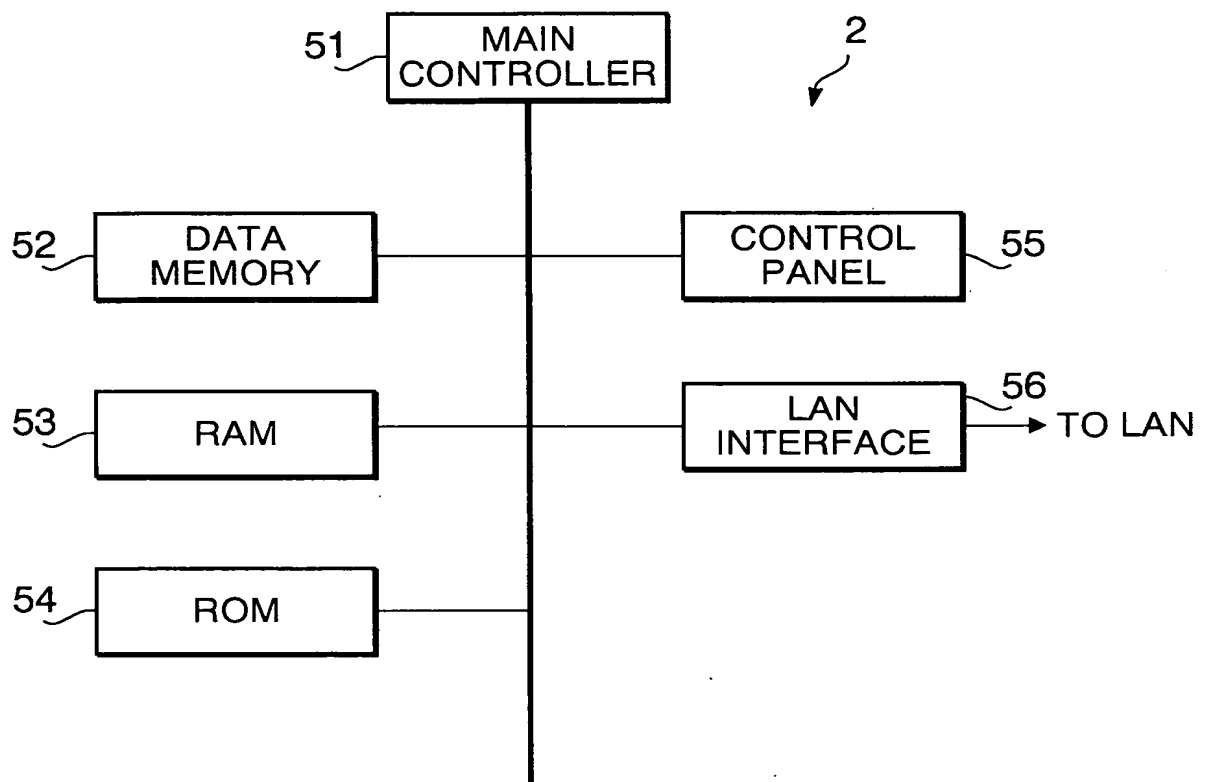 51
MAIN
CONTROLLER
2
52
DATA
MEMORY
CONTROL
PANEL
55
53
RAM
LAN
INTERFACE
56
TO LAN
54
ROM